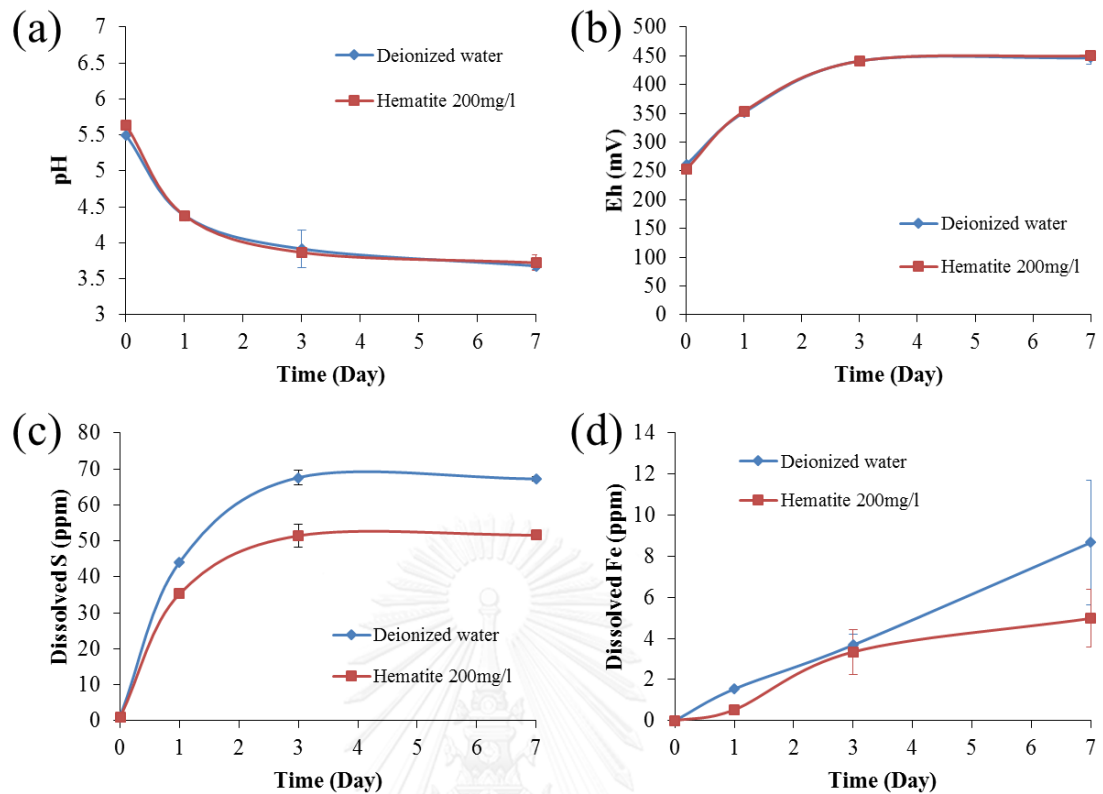 (a)
7
6.5
6
5.5
5
4.5
4
3.5
3
pH
Deionized water
Hematite 200mg/l
0 1 2 3 4 5 6 7
Time (Day)
(b)
500
450
400
350
300
250
200
150
100
50
0
Eh (mV)
Deionized water
Hematite 200mg/l
0 1 2 3 4 5 6 7
Time (Day)
(c)
80
70
60
50
40
30
20
10
0
Dissolved S (ppm)
Deionized water
Hematite 200mg/l
0 1 2 3 4 5 6 7
Time (Day)
(d)
14
12
10
8
6
4
2
0
Dissolved Fe (ppm)
Deionized water
Hematite 200mg/l
0 1 2 3 4 5 6 7
Time (Day)